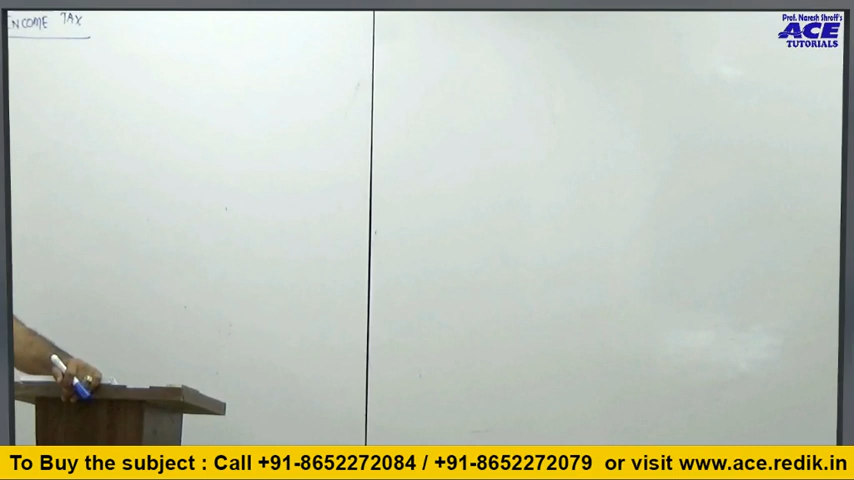 INCOME TAX
Prof. Naresh Shroff's
ACE
TUTORIALS
To Buy the subject : Call +91-8652272084 / +91-8652272079 or visit www.ace.redik.in